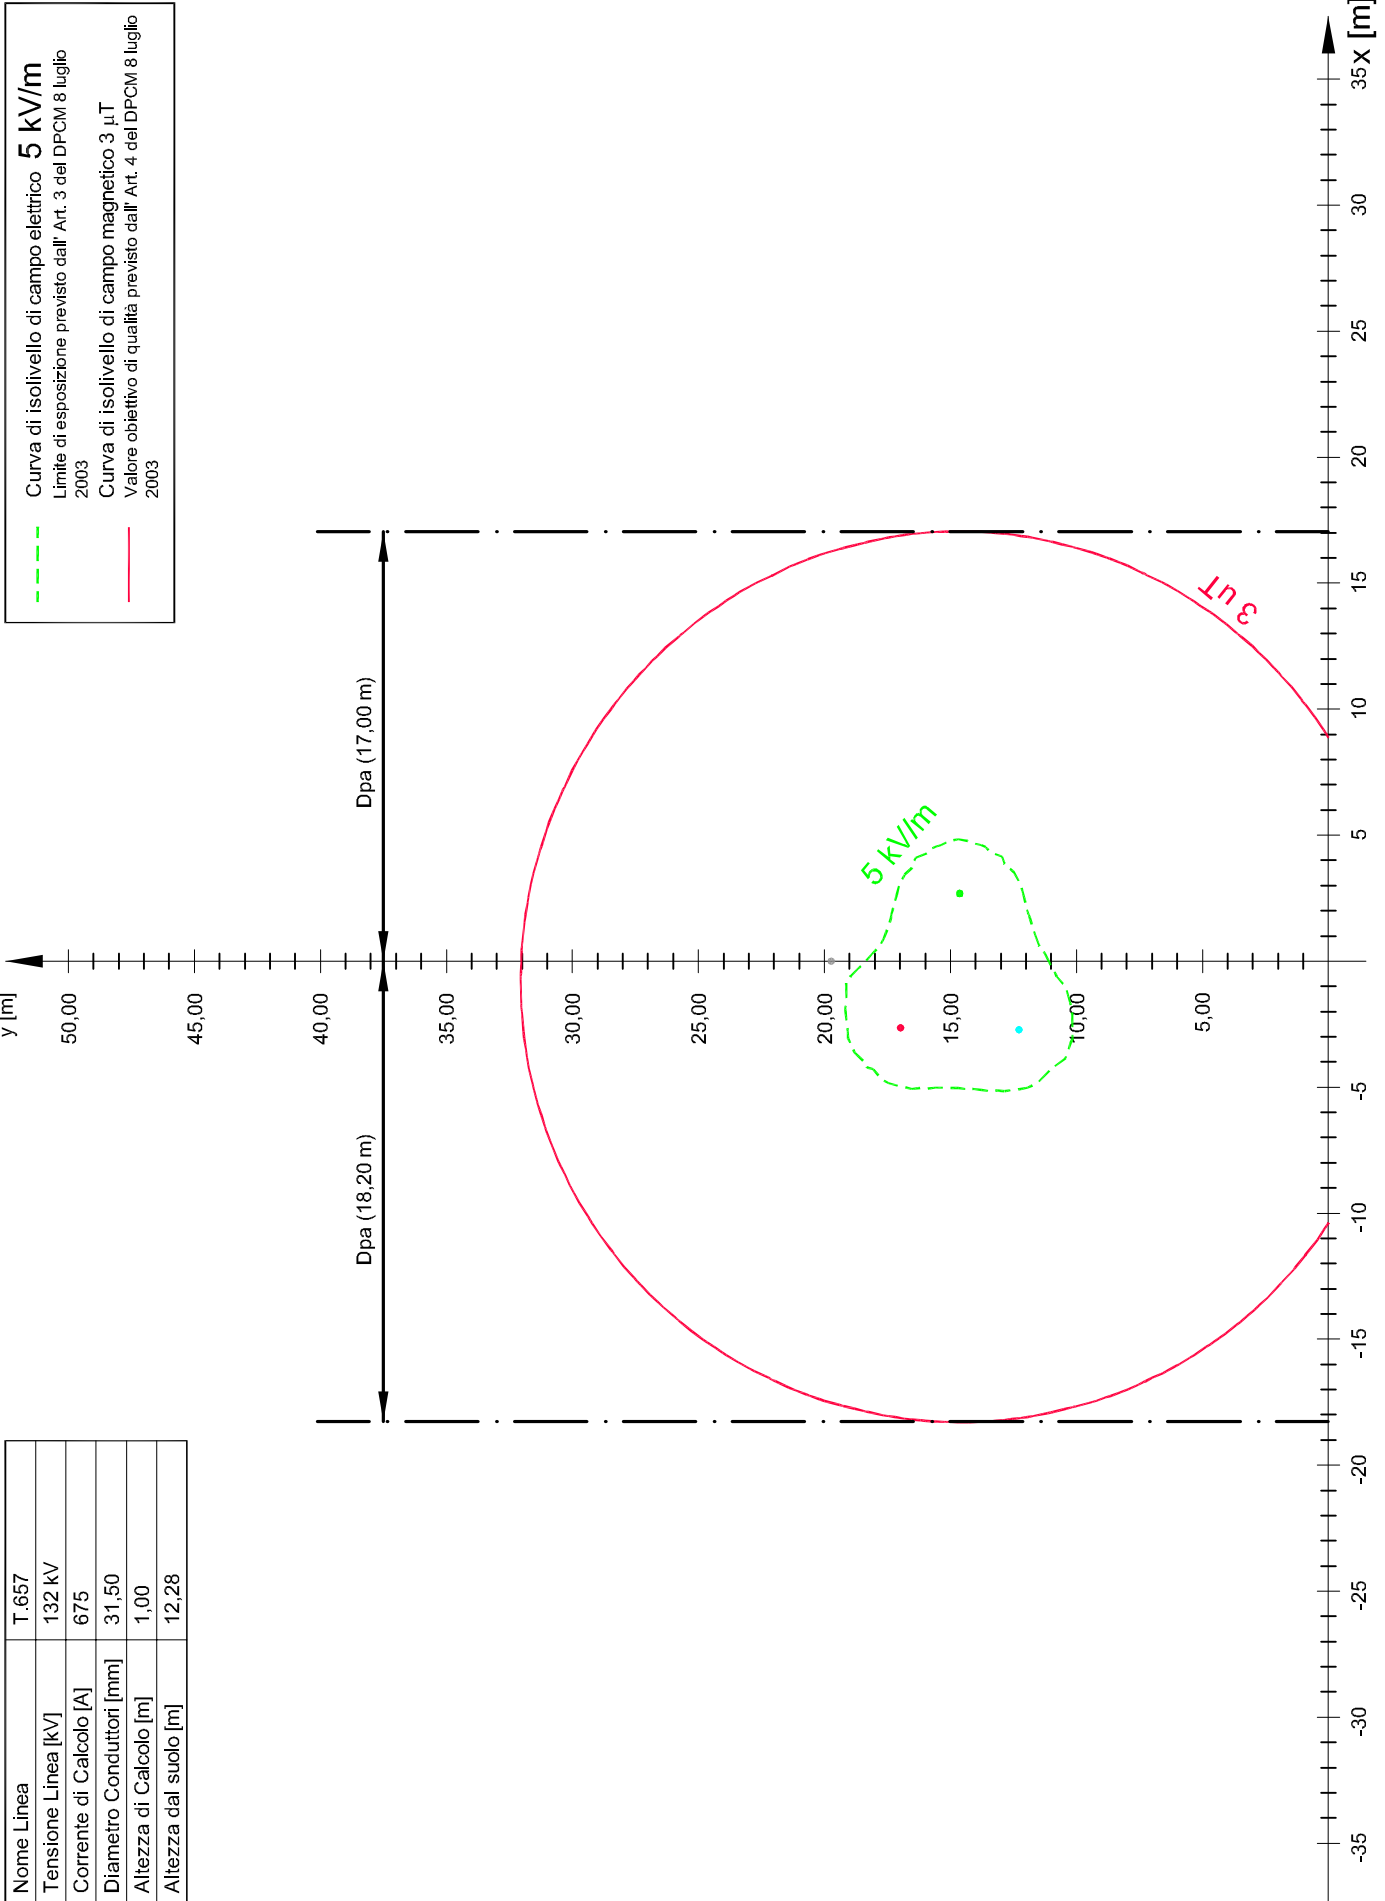 Nome Linea T.657
Tensione Linea [kV] 132 kV
Corrente di Calcolo [A] 675
Diametro Conduttori [mm] 31,50
Altezza di Calcolo [m] 1,00
Altezza dal suolo [m] 12,28
Curva di isolivello di campo elettrico 5 kV/m
Limite di esposizione previsto dall' Art. 3 del DPCM 8 luglio
2003
Curva di isolivello di campo magnetico 3 µT
Valore obiettivo di qualità previsto dall' Art. 4 del DPCM 8 luglio
2003
y [m]
50,00
45,00
40,00
Dpa (18,20 m)
Dpa (17,00 m)
35,00
30,00
25,00
20,00
15,00
10,00
5,00
5 kV/m
3 uT
-35
-30
-25
-20
-15
-10
-5
5
10
15
20
25
30
35
x [m]